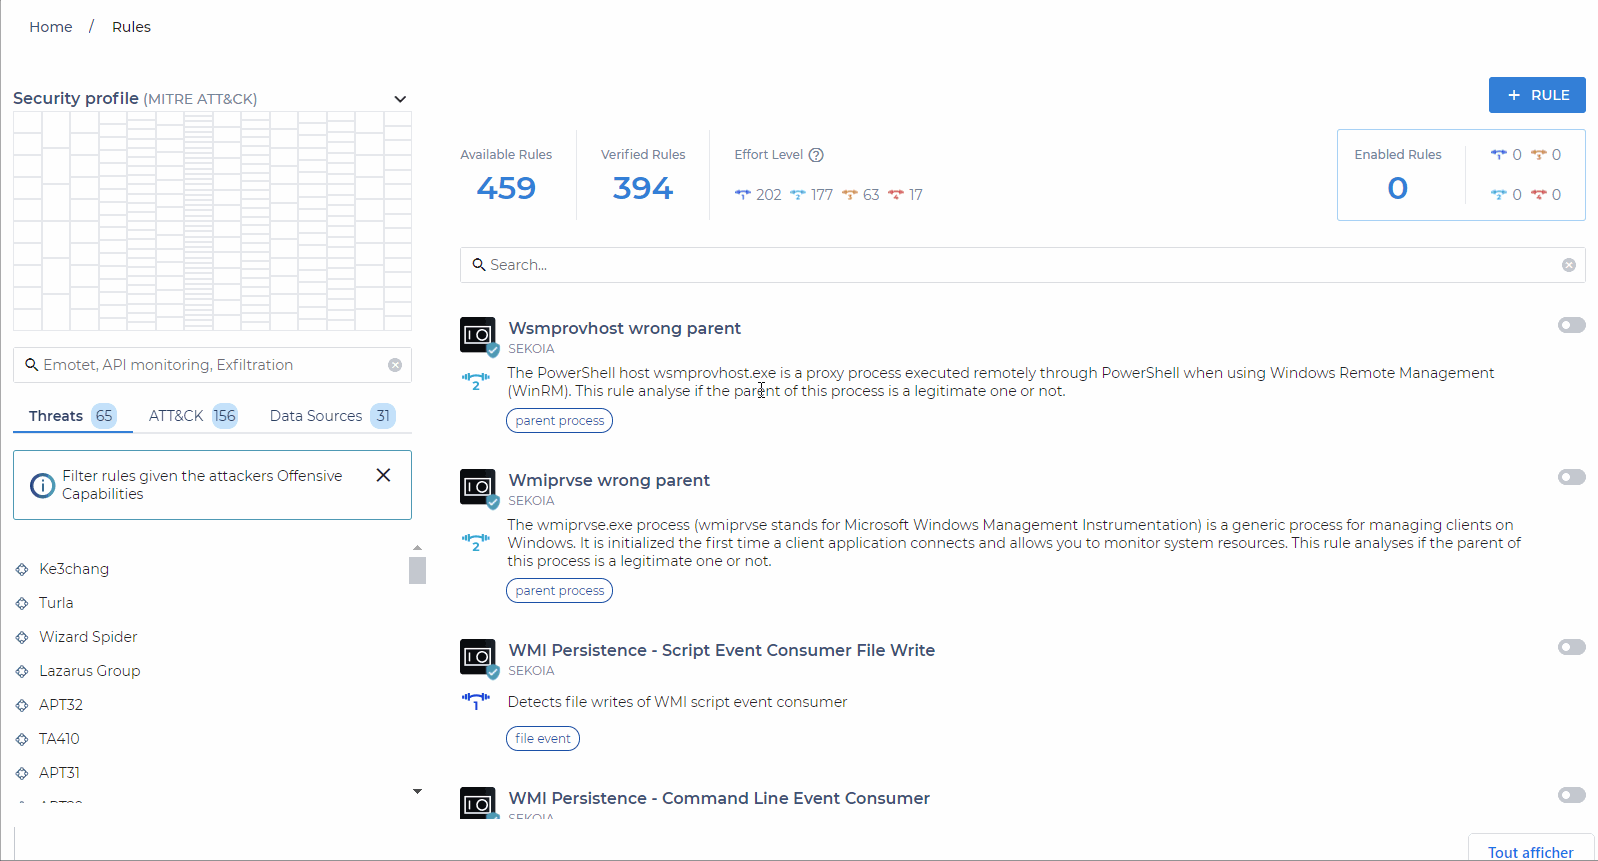 Home / Rules
Security profile (MITRE ATT&CK)
Emotet, API monitoring, Exfiltration
Threats 65 ATT&CK 156 Data Sources 31
Filter rules given the attackers Offensive
Capabilities
Ke3chang
Turla
Wizard Spider
Lazarus Group
APT32
TA410
APT31
+ RULE
Available Rules
459
Verified Rules
394
Effort Level ?
1 202 2 177 3 63 4 17
Enabled Rules
0
1 0 3 0
2 0 4 0
Search...
Wsmprovhost wrong parent
SEKOIA
2
The PowerShell host wsmprovhost.exe is a proxy process executed remotely through PowerShell when using Windows Remote Management
(WinRM). This rule analyse if the parent of this process is a legitimate one or not.
parent process
Wmiprvse wrong parent
SEKOIA
2
The wmiprvse.exe process (wmiprvse stands for Microsoft Windows Management Instrumentation) is a generic process for managing clients on
Windows. It is initialized the first time a client application connects and allows you to monitor system resources. This rule analyses if the parent of
this process is a legitimate one or not.
parent process
WMI Persistence - Script Event Consumer File Write
SEKOIA
1
Detects file writes of WMI script event consumer
file event
WMI Persistence - Command Line Event Consumer
SEKOIA
Tout afficher